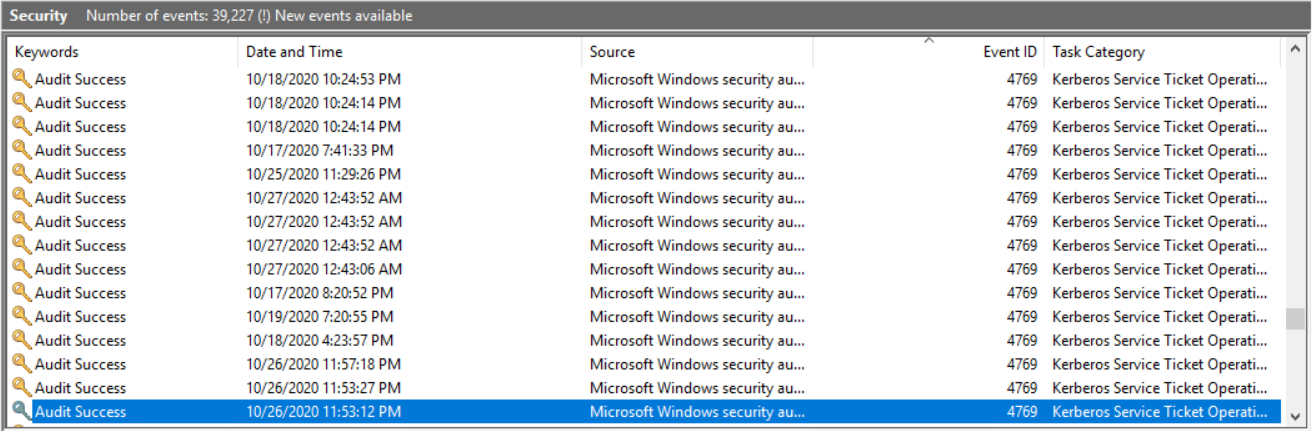 Security Number of events: 39,227 (!) New events available
Keywords Date and Time Source Event ID Task Category
Audit Success 10/18/2020 10:24:53 PM Microsoft Windows security au... 4769 Kerberos Service Ticket Operati...
Audit Success 10/18/2020 10:24:14 PM Microsoft Windows security au... 4769 Kerberos Service Ticket Operati...
Audit Success 10/18/2020 10:24:14 PM Microsoft Windows security au... 4769 Kerberos Service Ticket Operati...
Audit Success 10/17/2020 7:41:33 PM Microsoft Windows security au... 4769 Kerberos Service Ticket Operati...
Audit Success 10/25/2020 11:29:26 PM Microsoft Windows security au... 4769 Kerberos Service Ticket Operati...
Audit Success 10/27/2020 12:43:52 AM Microsoft Windows security au... 4769 Kerberos Service Ticket Operati...
Audit Success 10/27/2020 12:43:52 AM Microsoft Windows security au... 4769 Kerberos Service Ticket Operati...
Audit Success 10/27/2020 12:43:52 AM Microsoft Windows security au... 4769 Kerberos Service Ticket Operati...
Audit Success 10/27/2020 12:43:06 AM Microsoft Windows security au... 4769 Kerberos Service Ticket Operati...
Audit Success 10/17/2020 8:20:52 PM Microsoft Windows security au... 4769 Kerberos Service Ticket Operati...
Audit Success 10/19/2020 7:20:55 PM Microsoft Windows security au... 4769 Kerberos Service Ticket Operati...
Audit Success 10/18/2020 4:23:57 PM Microsoft Windows security au... 4769 Kerberos Service Ticket Operati...
Audit Success 10/26/2020 11:57:18 PM Microsoft Windows security au... 4769 Kerberos Service Ticket Operati...
Audit Success 10/26/2020 11:53:27 PM Microsoft Windows security au... 4769 Kerberos Service Ticket Operati...
Audit Success 10/26/2020 11:53:12 PM Microsoft Windows security au... 4769 Kerberos Service Ticket Operati...